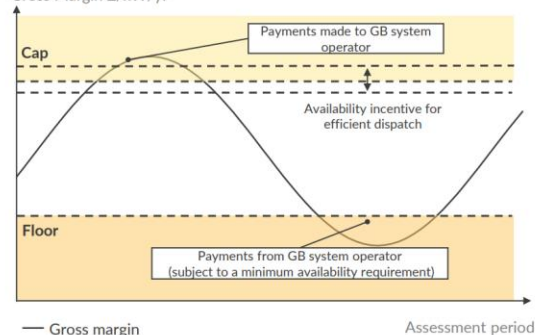 Payments made to GB system
operator
Cap
Availability incentive for
efficient dispatch
Floor
Payments from GB system operator
(subject to a minimum availability requirement)
Gross margin
Assessment period